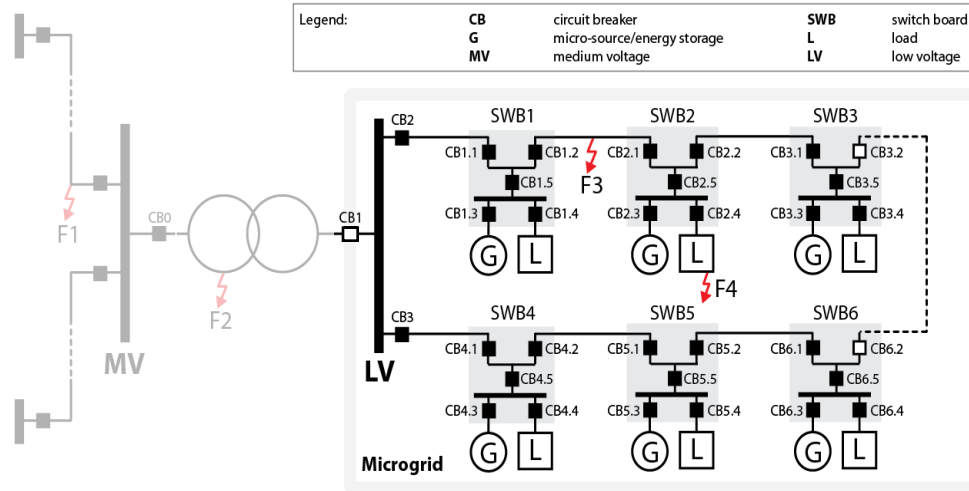 Legend: CB circuit breaker SWB switch board
G micro-source/energy storage L load
MV medium voltage LV low voltage
SWB1 SWB2 SWB3
CB2
CB1.1 CB1.2 CB2.1 CB2.2 CB3.1 CB3.2
F3
CB1.5 CB2.5 CB3.5
CB1.3 CB1.4 CB2.3 CB2.4 CB3.3 CB3.4
F1 CB0 CB1
G L G L G L
F2 F4
SWB4 SWB5 SWB6
CB3
MV LV
CB4.1 CB4.2 CB5.1 CB5.2 CB6.1 CB6.2
CB4.5 CB5.5 CB6.5
CB4.3 CB4.4 CB5.3 CB5.4 CB6.3 CB6.4
G L G L G L
Microgrid